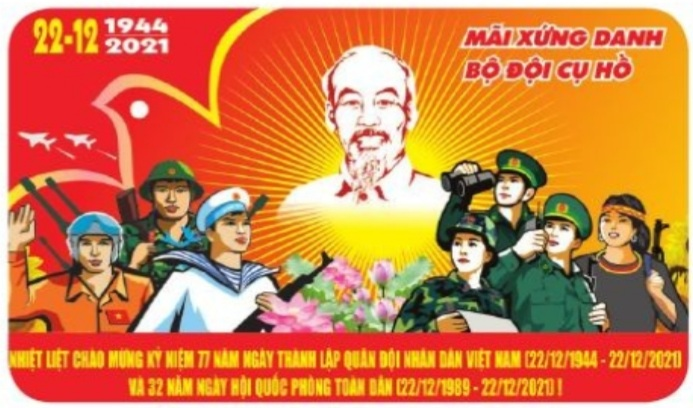 22-12 1944
2021
MÃI XỨNG DANH
BỘ ĐỘI CỤ HỒ
NHIỆT LIỆT CHÀO MỪNG KỶ NIỆM 77 NĂM NGÀY THÀNH LẬP QUÂN ĐỘI NHÂN DÂN VIỆT NAM (22/12/1944 - 22/12/2021)
VÀ 32 NĂM NGÀY HỘI QUỐC PHÒNG TOÀN DÂN (22/12/1989 - 22/12/2021) !